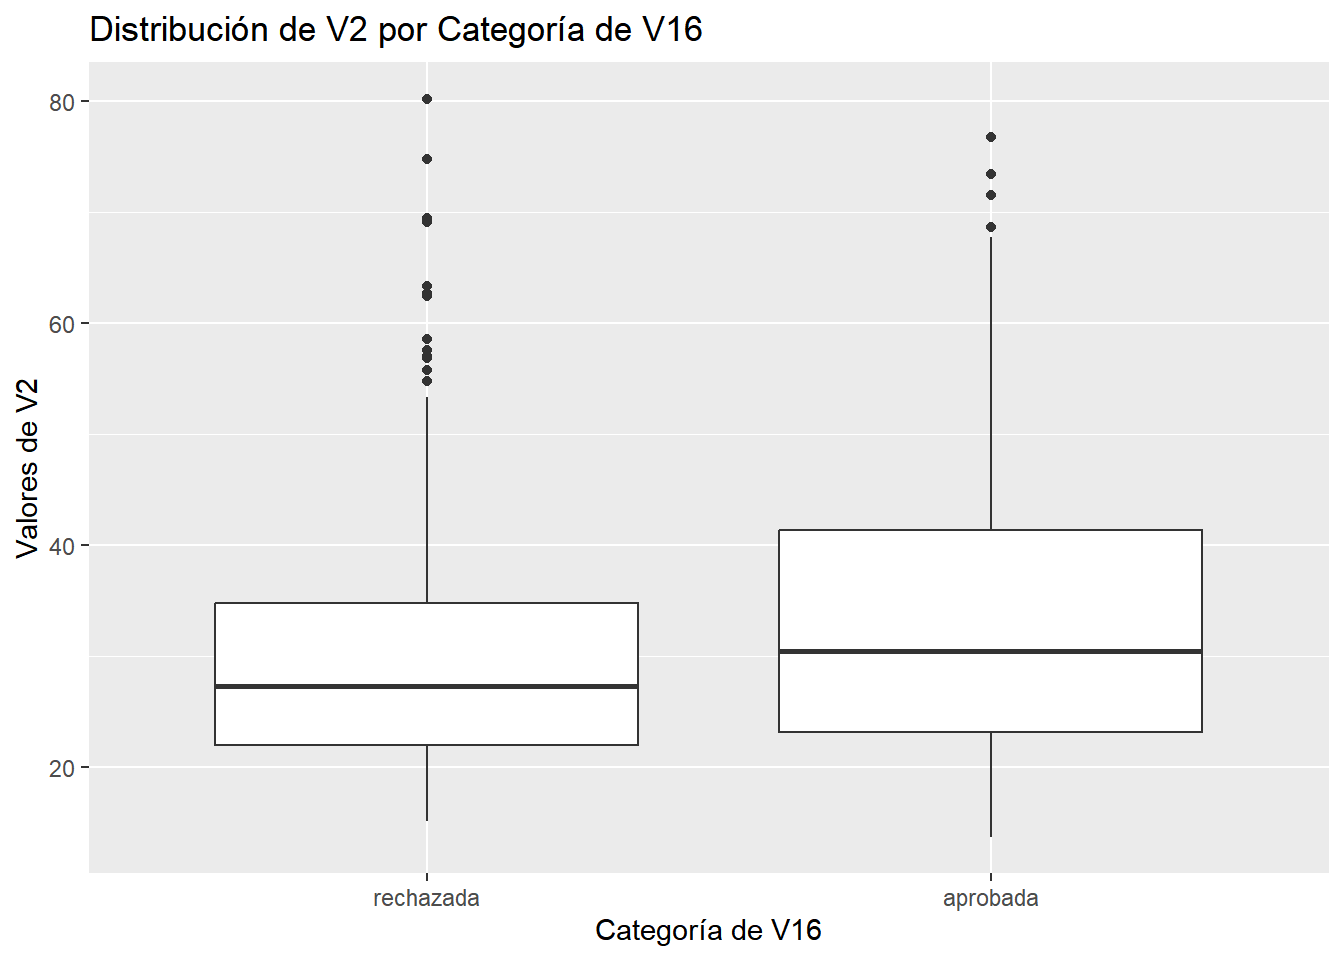 Distribución de V2 por Categoría de V16
Valores de V2
80
60
40
20
rechazada
aprobada
Categoría de V16